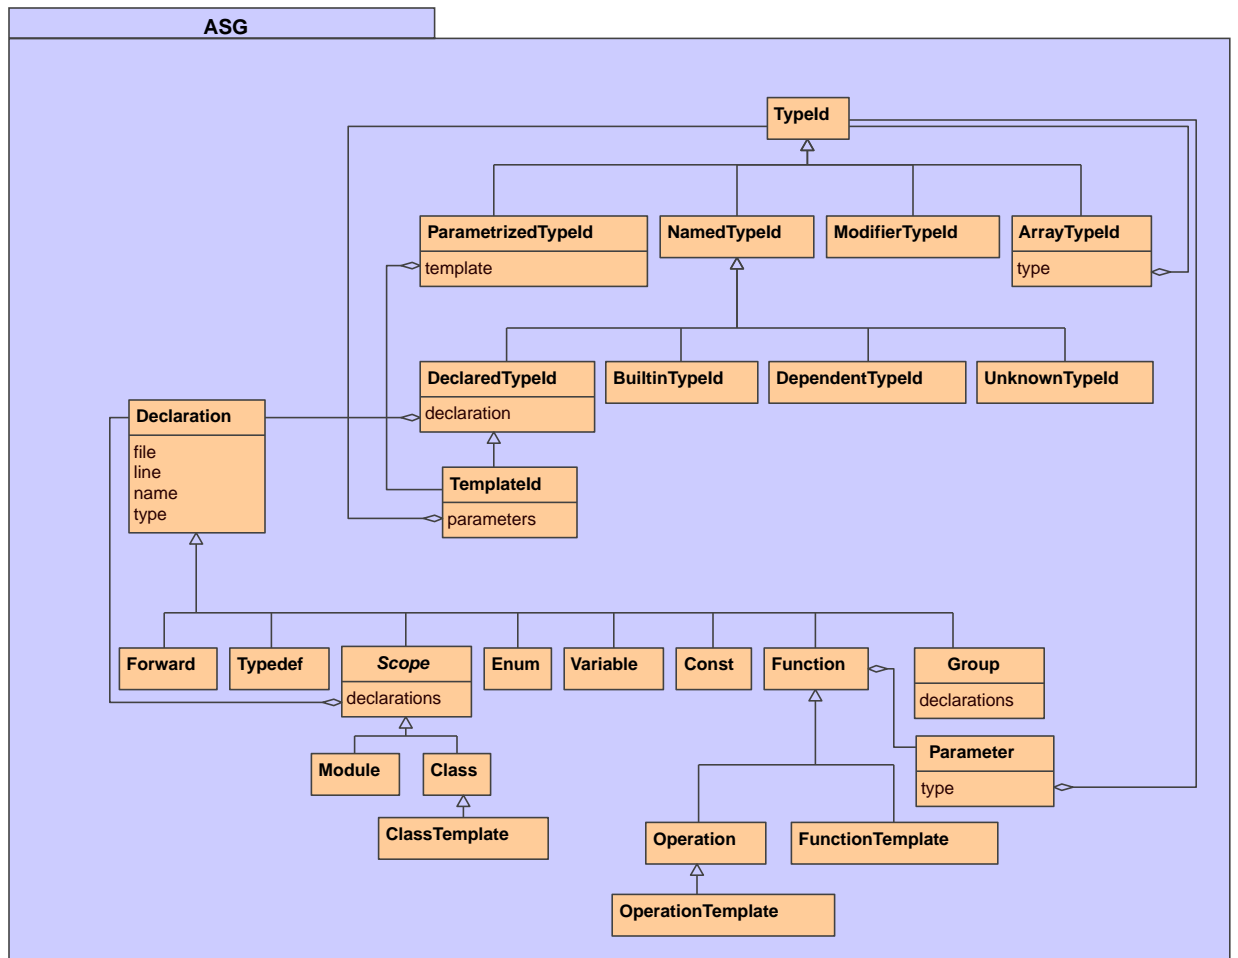 ASG
TypeId
ParametrizedTypeId
template
NamedTypeId
ModifierTypeId
ArrayTypeId
type
DeclaredTypeId
declaration
BuiltinTypeId
DependentTypeId
UnknownTypeId
Declaration
file
line
name
type
TemplateId
parameters
Forward
Typedef
Scope
declarations
Enum
Variable
Const
Function
Group
declarations
Module
Class
Parameter
type
ClassTemplate
Operation
FunctionTemplate
OperationTemplate